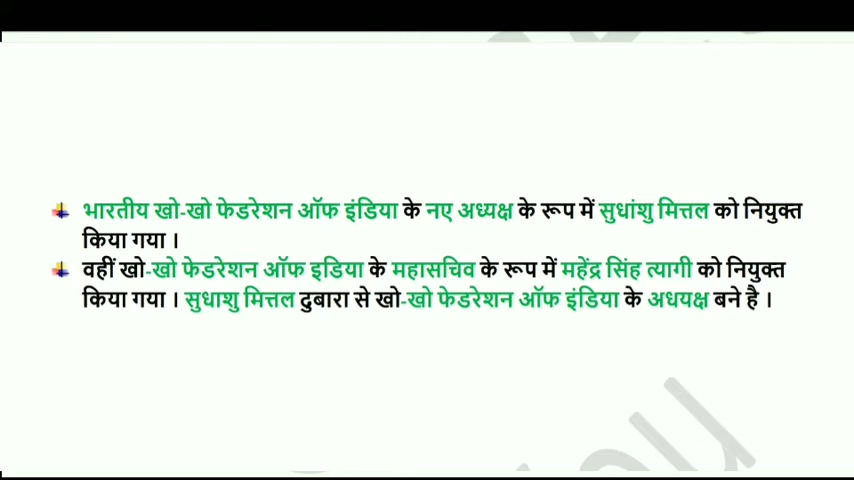 भारतीय खो-खो फेडरेशन ऑफ इंडिया के नए अध्यक्ष के रूप में सुधांशु मित्तल को नियुक्त
किया गया ।
वहीं खो-खो फेडरेशन ऑफ इडिया के महासचिव के रूप में महेंद्र सिंह त्यागी को नियुक्त
किया गया । सुधाशु मित्तल दुबारा से खो-खो फेडरेशन ऑफ इंडिया के अधयक्ष बने है ।